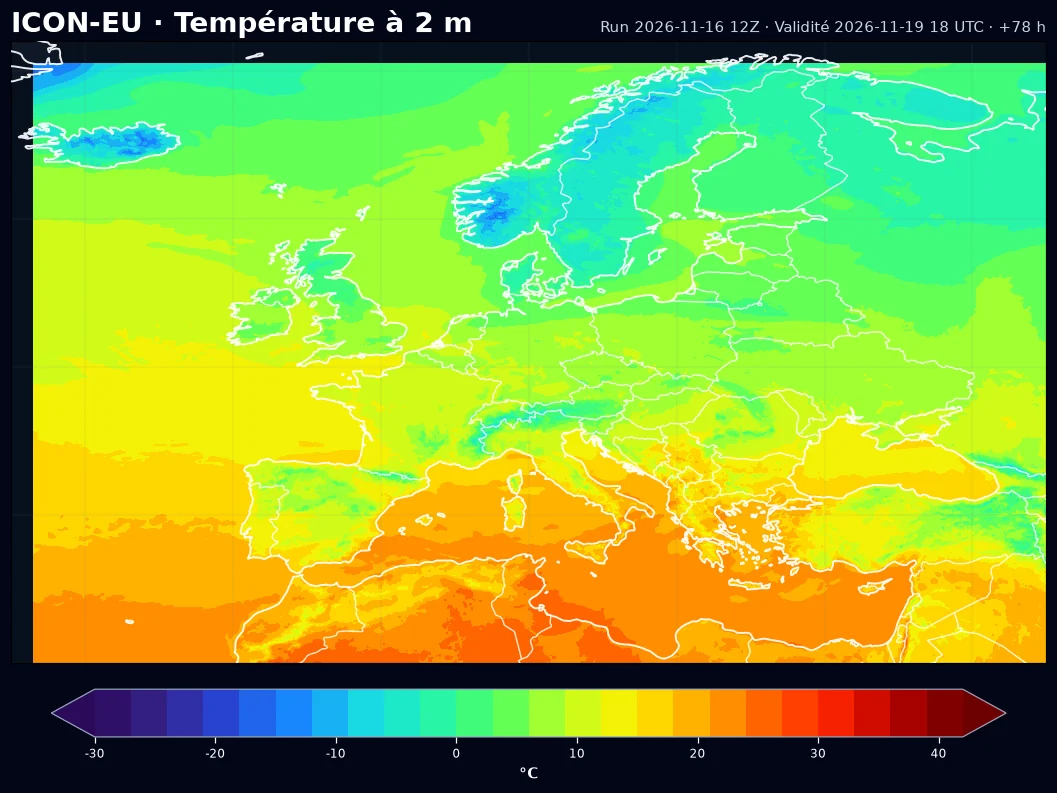 ICON-EU · Température à 2 m
Run 2026-11-16 12Z · Validité 2026-11-19 18 UTC · +78 h
-30 -20 -10 0 10 20 30 40
°C